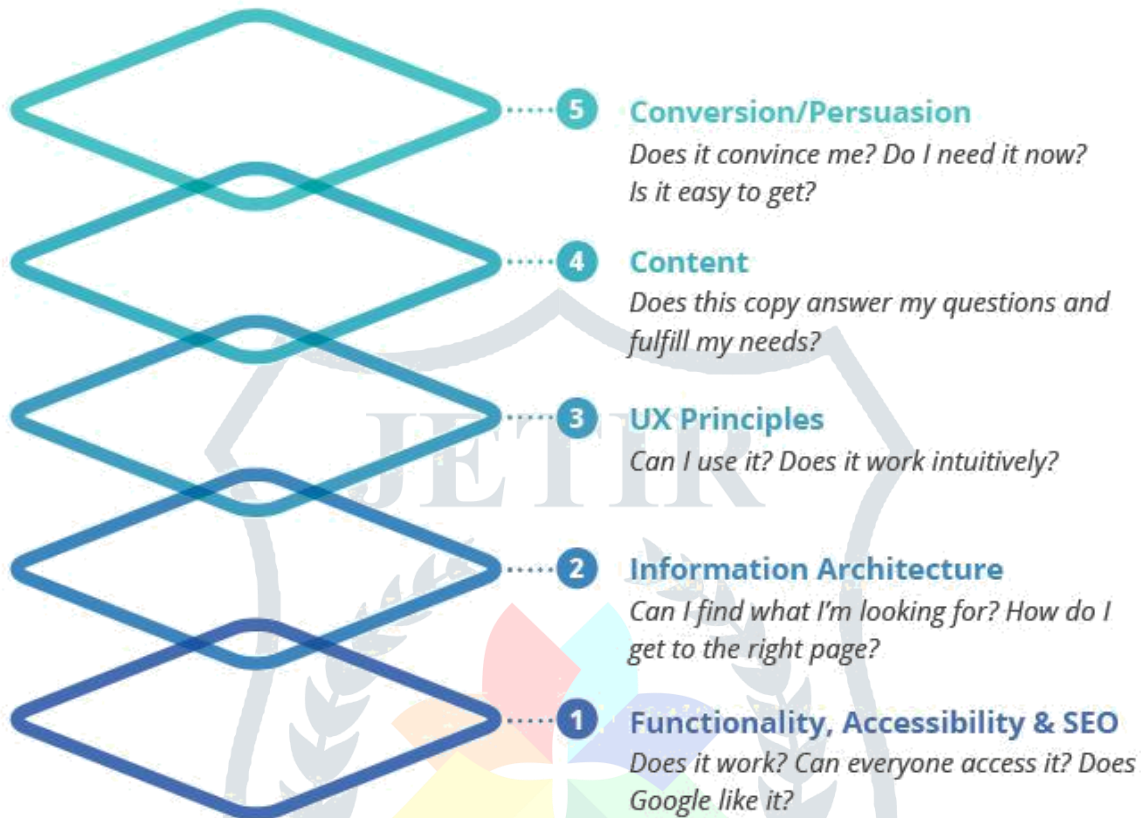 5 Conversion/Persuasion
Does it convince me? Do I need it now?
Is it easy to get?
4 Content
Does this copy answer my questions and
fulfill my needs?
JETIR
3 UX Principles
Can I use it? Does it work intuitively?
2 Information Architecture
Can I find what I'm looking for? How do I
get to the right page?
1 Functionality, Accessibility & SEO
Does it work? Can everyone access it? Does
Google like it?